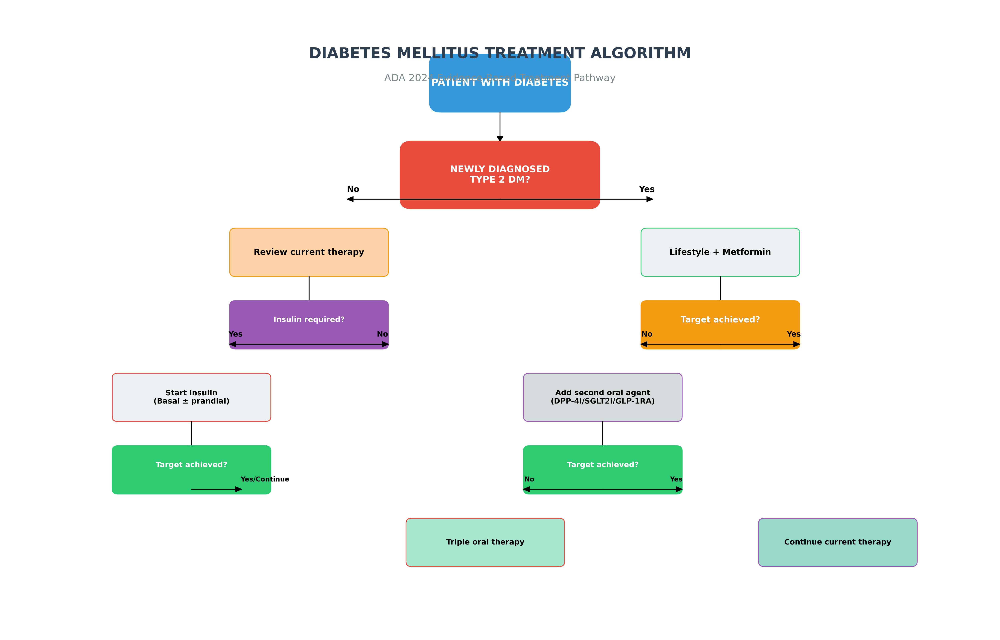 DIABETES MELLITUS TREATMENT ALGORITHM
ADA 2024 Evidence-Based Treatment Pathway
PATIENT WITH DIABETES
NEWLY DIAGNOSED
TYPE 2 DM?
No
Yes
Review current therapy
Lifestyle + Metformin
Insulin required?
Yes
No
Target achieved?
No
Yes
Start insulin
(Basal ± prandial)
Add second oral agent
(DPP-4i/SGLT2i/GLP-1RA)
Target achieved?
Yes/Continue
Target achieved?
No
Yes
Triple oral therapy
Continue current therapy